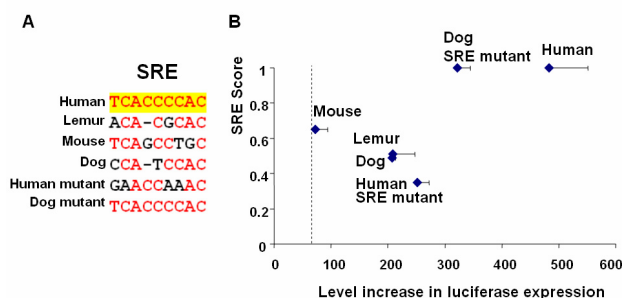 A
SRE
Human TCACCCCAC
Lemur ACA-CGCAC
Mouse TCAGCCTGC
Dog CCA-TCCAC
Human mutant GAACCAAAC
Dog mutant TCACCCCAC
B
SRE Score
1
0.8
0.6
0.4
0.2
0
Dog
SRE mutant
Human
Mouse
Lemur
Dog
Human
SRE mutant
0 100 200 300 400 500 600
Level increase in luciferase expression